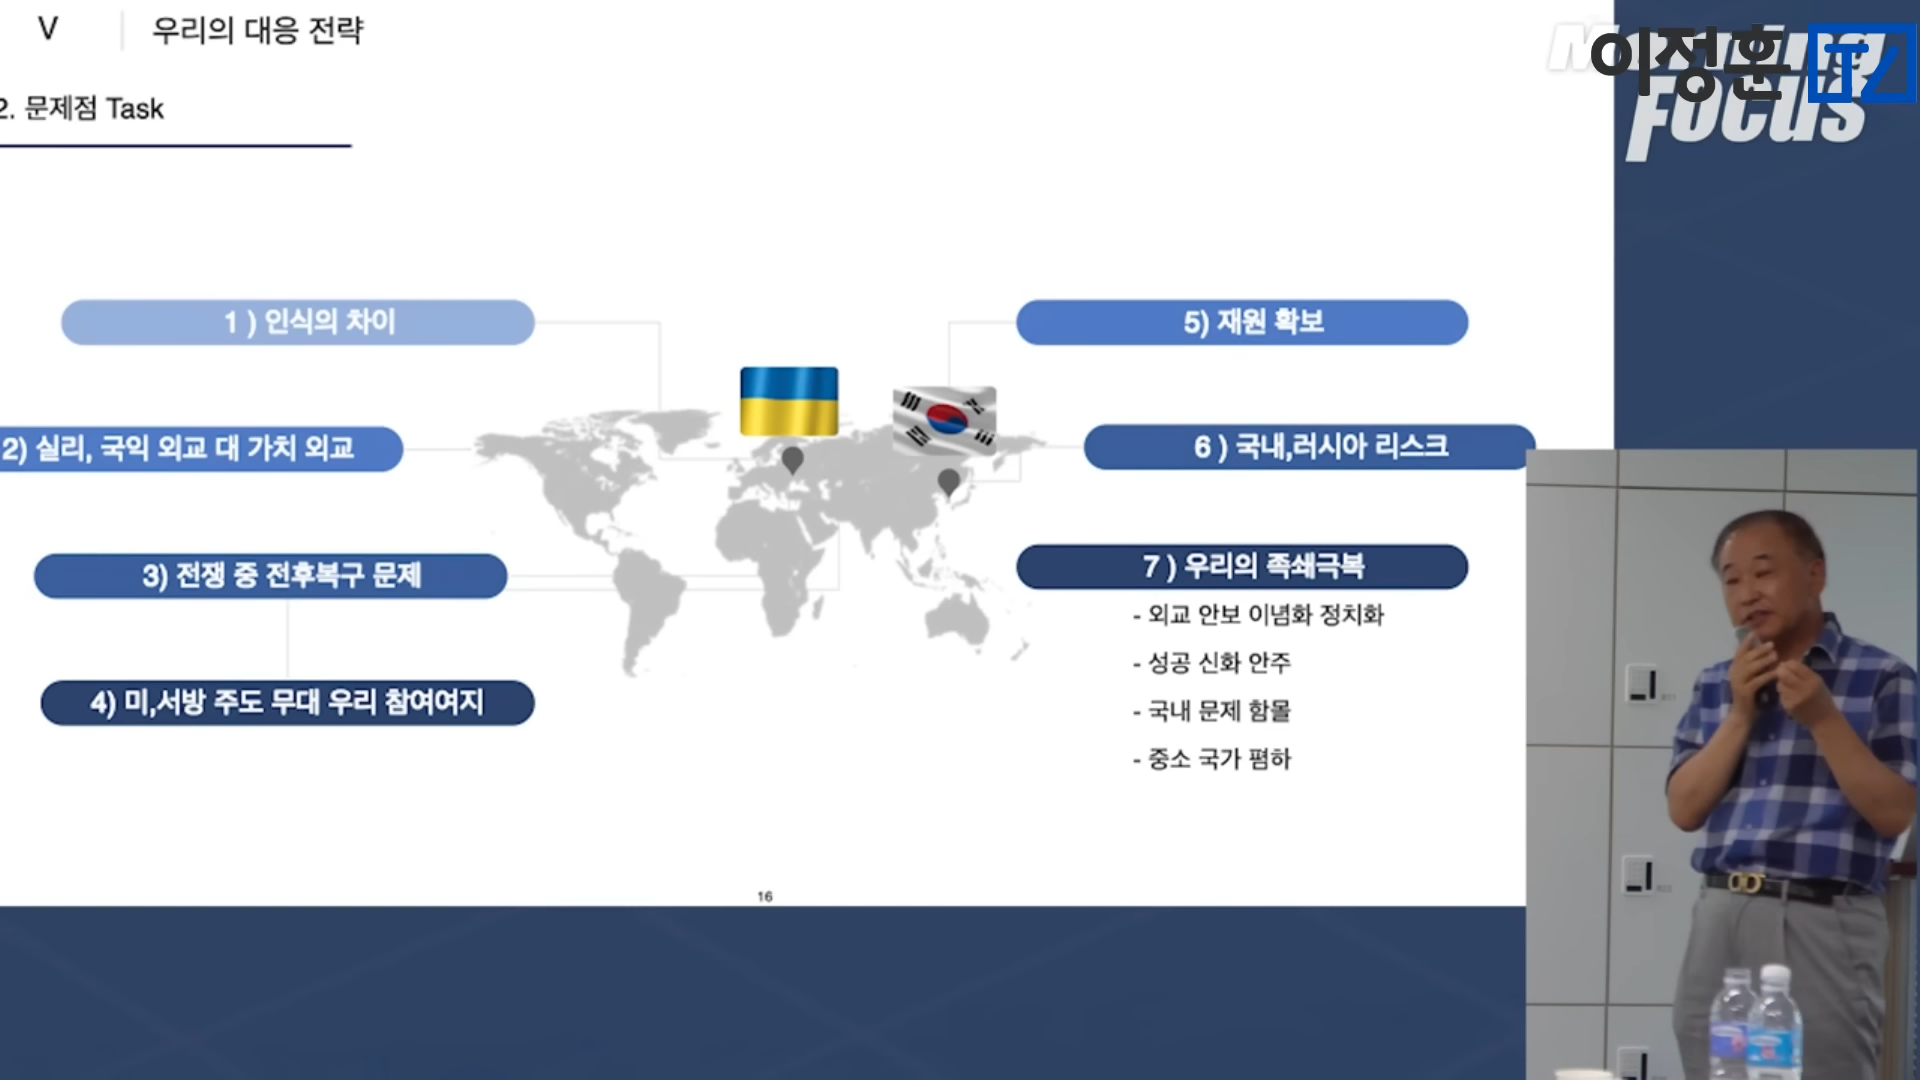 V
우리의 대응 전략
2. 문제점 Task
1 ) 인식의 차이
2) 실리, 국익 외교 대 가치 외교
3) 전쟁 중 전후복구 문제
4) 미,서방 주도 무대 우리 참여여지
5) 재원 확보
6 ) 국내,러시아 리스크
7 ) 우리의 족쇄극복
- 외교 안보 이념화 정치화
- 성공 신화 안주
- 국내 문제 함몰
- 중소 국가 폄하
16
Morning
Focus
이정훈 TV